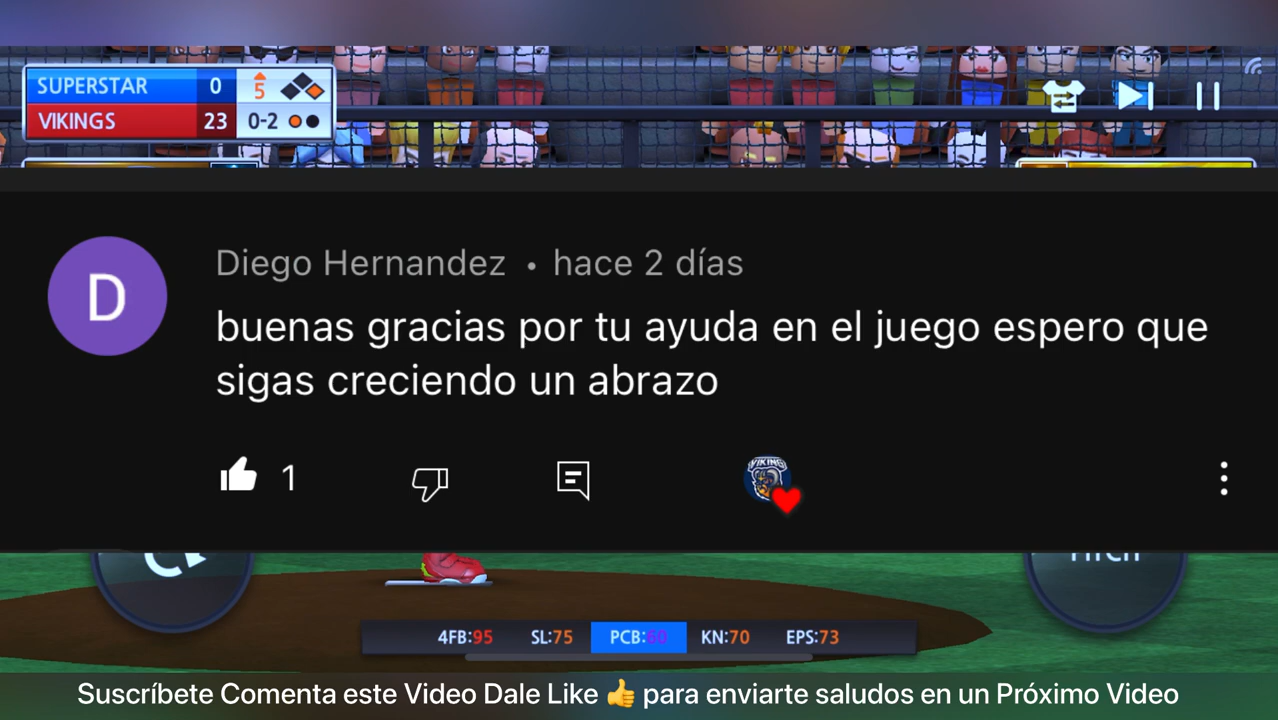 SUPERSTAR 0 5
VIKINGS 23 0-2
Diego Hernandez • hace 2 días
buenas gracias por tu ayuda en el juego espero que
sigas creciendo un abrazo
D
1
VIKING
PITCH
4FB:95 SL:75 PCB:60 KN:70 EPS:73
Suscríbete Comenta este Video Dale Like 👍 para enviarte saludos en un Próximo Video